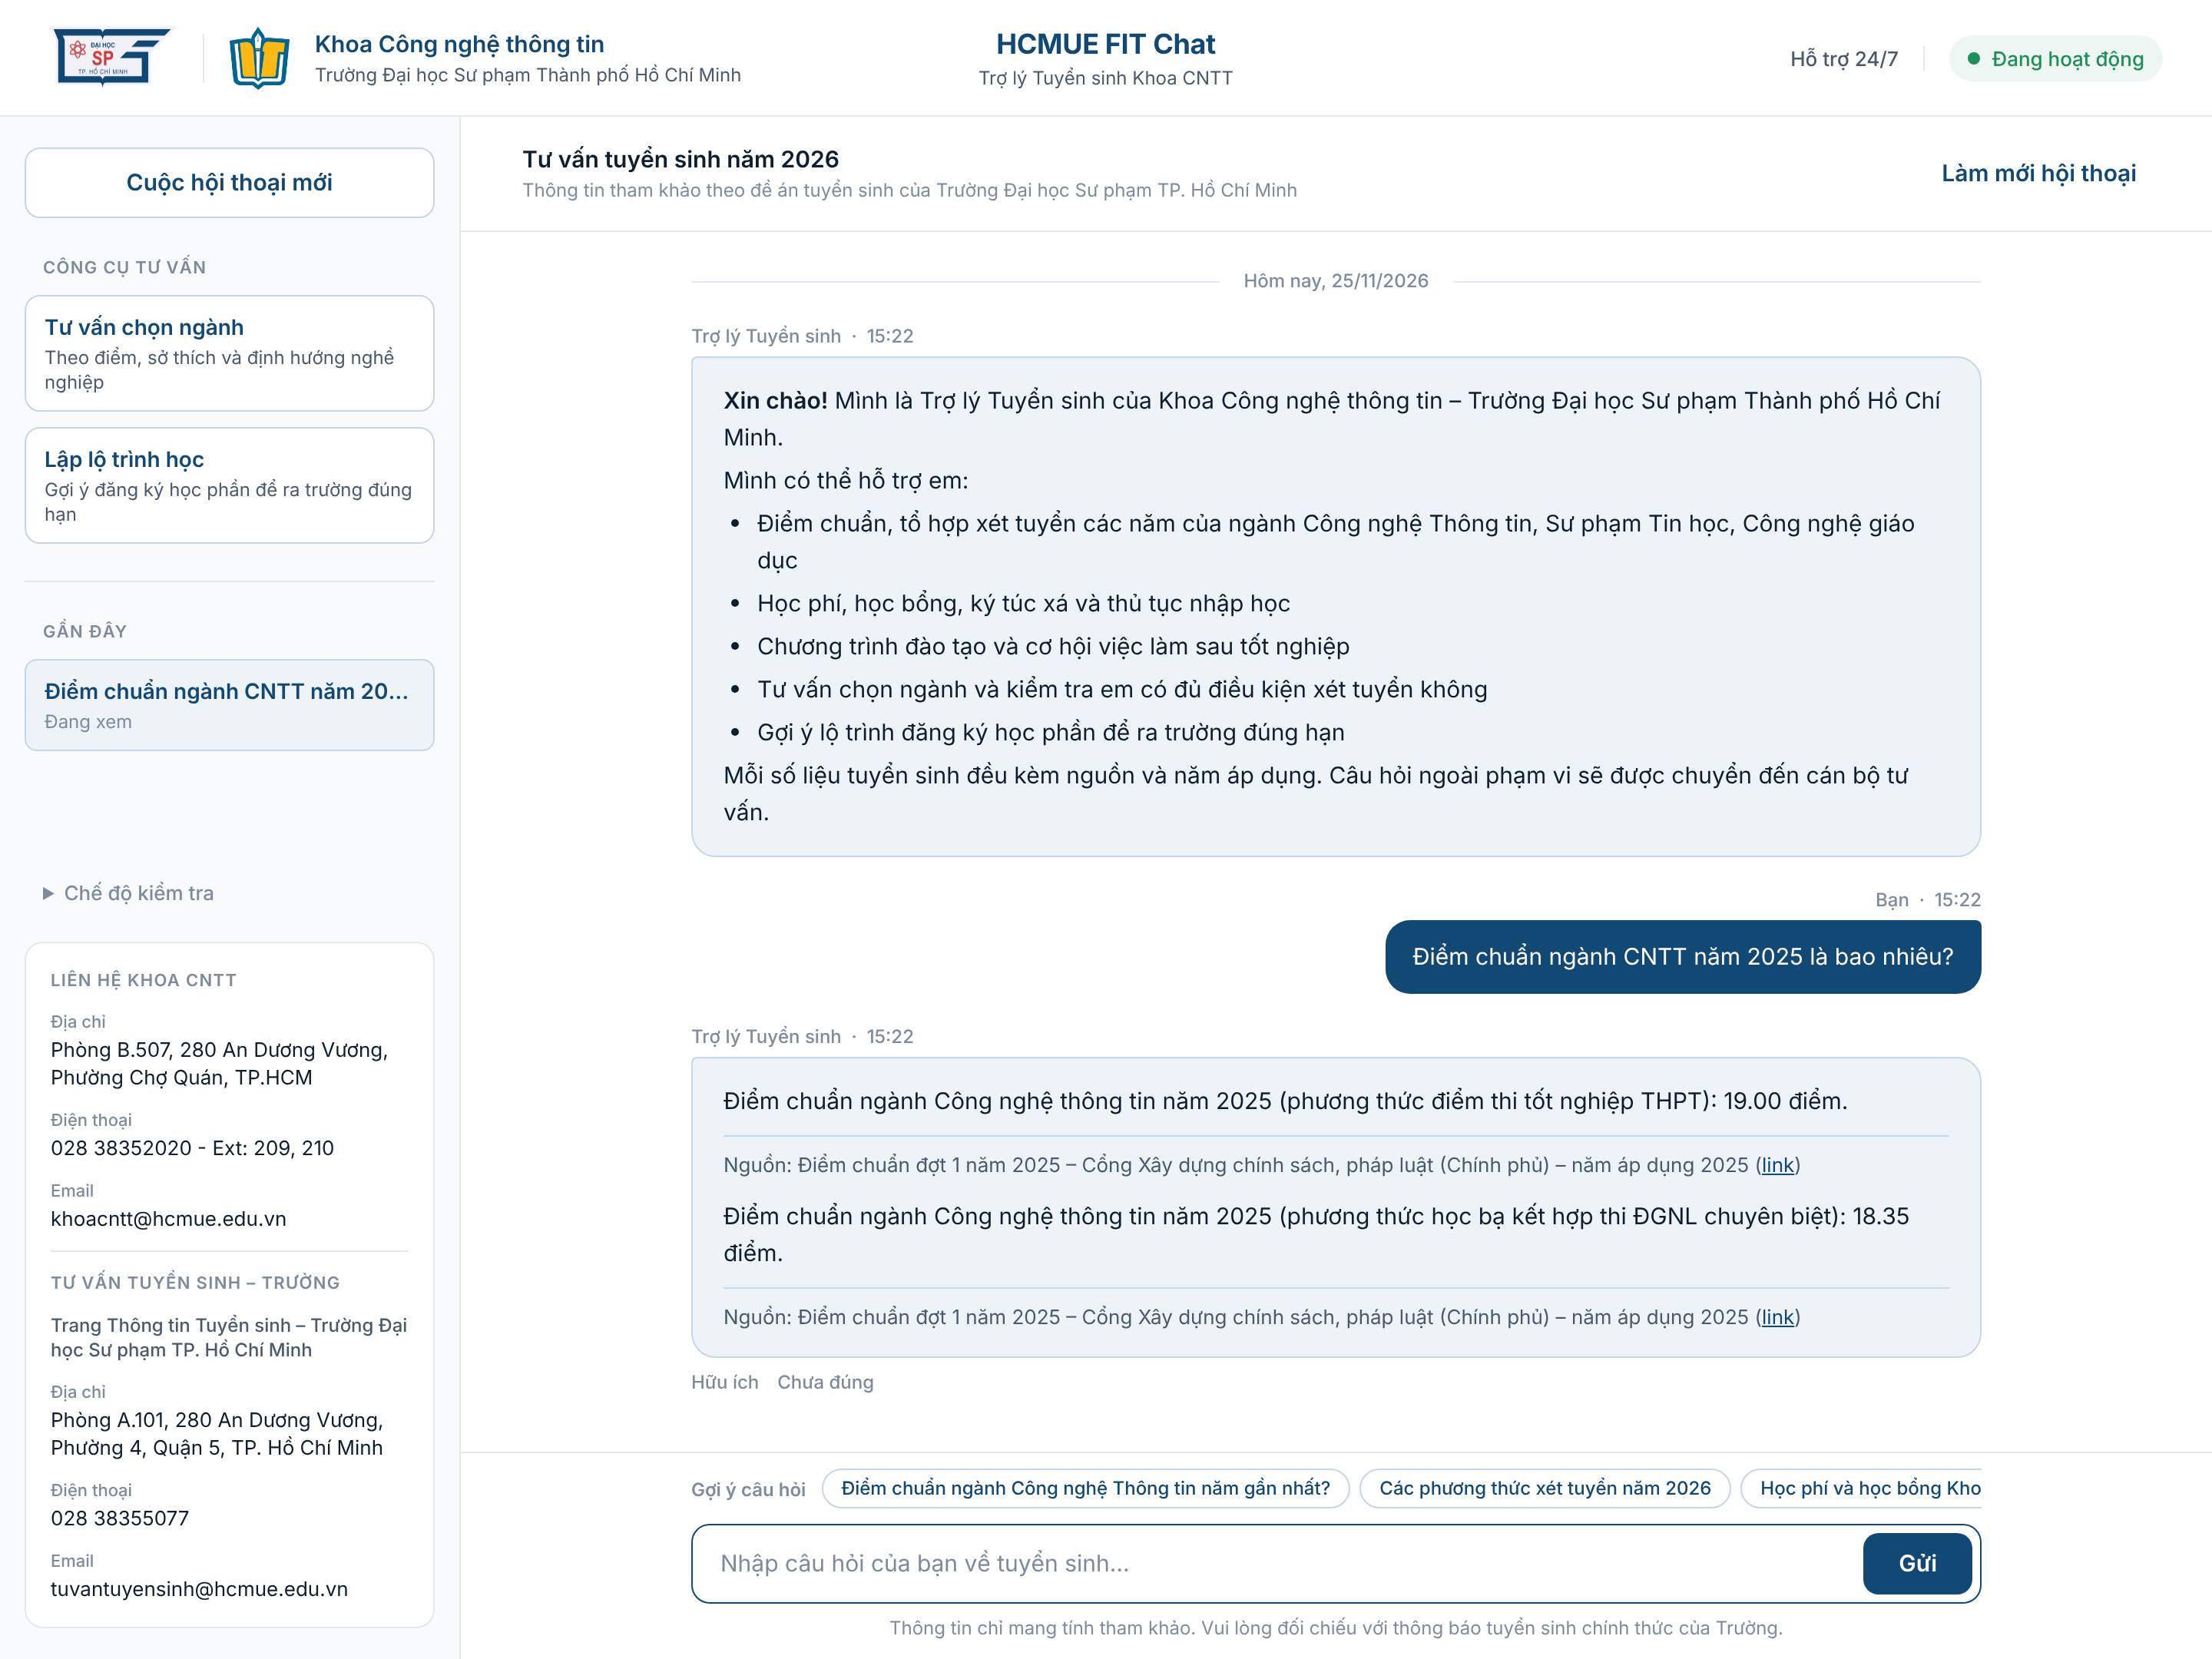 ĐẠI HỌC
SP
TP. HỒ CHÍ MINH
Khoa Công nghệ thông tin
Trường Đại học Sư phạm Thành phố Hồ Chí Minh
HCMUE FIT Chat
Trợ lý Tuyển sinh Khoa CNTT
Hỗ trợ 24/7
Đang hoạt động
Cuộc hội thoại mới
CÔNG CỤ TƯ VẤN
Tư vấn chọn ngành
Theo điểm, sở thích và định hướng nghề
nghiệp
Lập lộ trình học
Gợi ý đăng ký học phần để ra trường đúng
hạn
GẦN ĐÂY
Điểm chuẩn ngành CNTT năm 20...
Đang xem
Chế độ kiểm tra
LIÊN HỆ KHOA CNTT
Địa chỉ
Phòng B.507, 280 An Dương Vương,
Phường Chợ Quán, TP.HCM
Điện thoại
028 38352020 - Ext: 209, 210
Email
khoacntt@hcmue.edu.vn
TƯ VẤN TUYỂN SINH – TRƯỜNG
Trang Thông tin Tuyển sinh – Trường Đại
học Sư phạm TP. Hồ Chí Minh
Địa chỉ
Phòng A.101, 280 An Dương Vương,
Phường 4, Quận 5, TP. Hồ Chí Minh
Điện thoại
028 38355077
Email
tuvantuyensinh@hcmue.edu.vn
Tư vấn tuyển sinh năm 2026
Thông tin tham khảo theo đề án tuyển sinh của Trường Đại học Sư phạm TP. Hồ Chí Minh
Làm mới hội thoại
Hôm nay, 25/11/2026
Trợ lý Tuyển sinh · 15:22
Xin chào! Mình là Trợ lý Tuyển sinh của Khoa Công nghệ thông tin – Trường Đại học Sư phạm Thành phố Hồ Chí
Minh.
Mình có thể hỗ trợ em:
• Điểm chuẩn, tổ hợp xét tuyển các năm của ngành Công nghệ Thông tin, Sư phạm Tin học, Công nghệ giáo
dục
• Học phí, học bổng, ký túc xá và thủ tục nhập học
• Chương trình đào tạo và cơ hội việc làm sau tốt nghiệp
• Tư vấn chọn ngành và kiểm tra em có đủ điều kiện xét tuyển không
• Gợi ý lộ trình đăng ký học phần để ra trường đúng hạn
Mỗi số liệu tuyển sinh đều kèm nguồn và năm áp dụng. Câu hỏi ngoài phạm vi sẽ được chuyển đến cán bộ tư
vấn.
Bạn · 15:22
Điểm chuẩn ngành CNTT năm 2025 là bao nhiêu?
Trợ lý Tuyển sinh · 15:22
Điểm chuẩn ngành Công nghệ thông tin năm 2025 (phương thức điểm thi tốt nghiệp THPT): 19.00 điểm.
Nguồn: Điểm chuẩn đợt 1 năm 2025 – Cổng Xây dựng chính sách, pháp luật (Chính phủ) – năm áp dụng 2025 (link)
Điểm chuẩn ngành Công nghệ thông tin năm 2025 (phương thức học bạ kết hợp thi ĐGNL chuyên biệt): 18.35
điểm.
Nguồn: Điểm chuẩn đợt 1 năm 2025 – Cổng Xây dựng chính sách, pháp luật (Chính phủ) – năm áp dụng 2025 (link)
Hữu ích Chưa đúng
Gợi ý câu hỏi
Điểm chuẩn ngành Công nghệ Thông tin năm gần nhất?
Các phương thức xét tuyển năm 2026
Học phí và học bổng Kho
Nhập câu hỏi của bạn về tuyển sinh...
Gửi
Thông tin chỉ mang tính tham khảo. Vui lòng đối chiếu với thông báo tuyển sinh chính thức của Trường.